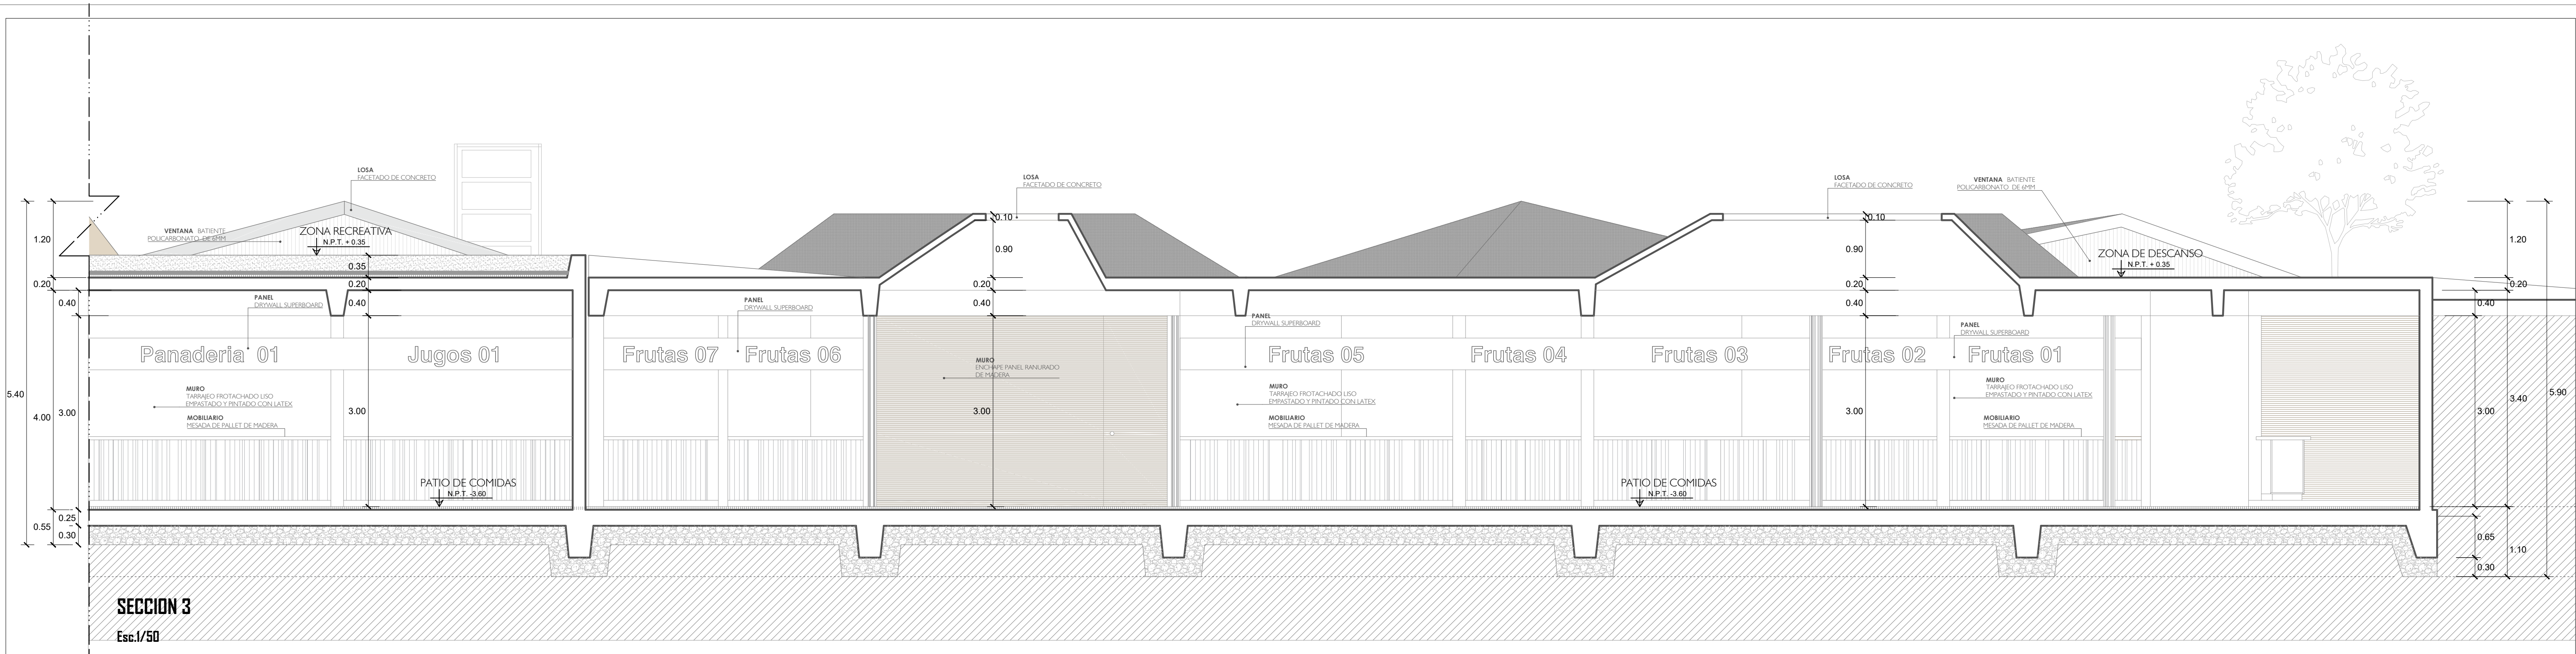 LOSA
FACETADO DE CONCRETO
LOSA
FACETADO DE CONCRETO
LOSA
FACETADO DE CONCRETO
VENTANA BATIENTE
POLICARBONATO DE 6MM
VENTANA BATIENTE
POLICARBONATO DE 6MM
ZONA RECREATIVA
N.P.T. + 0.35
ZONA DE DESCANSO
N.P.T. + 0.35
1.20
0.20
0.40
5.40
4.00
3.00
0.55
0.25
0.30
0.35
0.20
0.40
3.00
0.10
0.90
0.20
0.40
3.00
0.10
0.90
0.20
0.40
3.00
1.20
0.20
0.40
3.00
3.40
5.90
0.65
1.10
0.30
PANEL
DRYWALL SUPERBOARD
PANEL
DRYWALL SUPERBOARD
PANEL
DRYWALL SUPERBOARD
PANEL
DRYWALL SUPERBOARD
Panaderia 01
Jugos 01
Frutas 07
Frutas 06
Frutas 05
Frutas 04
Frutas 03
Frutas 02
Frutas 01
MURO
ENCHAPE PANEL RANURADO
DE MADERA
MURO
TARRAJEO FROTACHADO LISO
EMPASTADO Y PINTADO CON LATEX
MOBILIARIO
MESADA DE PALLET DE MADERA
MURO
TARRAJEO FROTACHADO LISO
EMPASTADO Y PINTADO CON LATEX
MOBILIARIO
MESADA DE PALLET DE MADERA
MURO
TARRAJEO FROTACHADO LISO
EMPASTADO Y PINTADO CON LATEX
MOBILIARIO
MESADA DE PALLET DE MADERA
PATIO DE COMIDAS
N.P.T. -3.60
PATIO DE COMIDAS
N.P.T. -3.60
SECCION 3
Esc.1/50